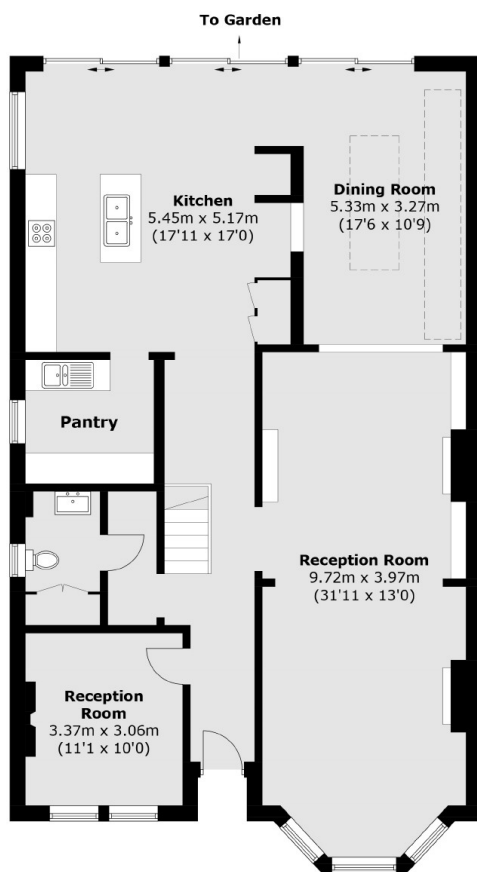 To Garden
Kitchen
5.45m x 5.17m
(17'11 x 17'0)
Dining Room
5.33m x 3.27m
(17'6 x 10'9)
Pantry
Reception Room
9.72m x 3.97m
(31'11 x 13'0)
Reception
Room
3.37m x 3.06m
(11'1 x 10'0)